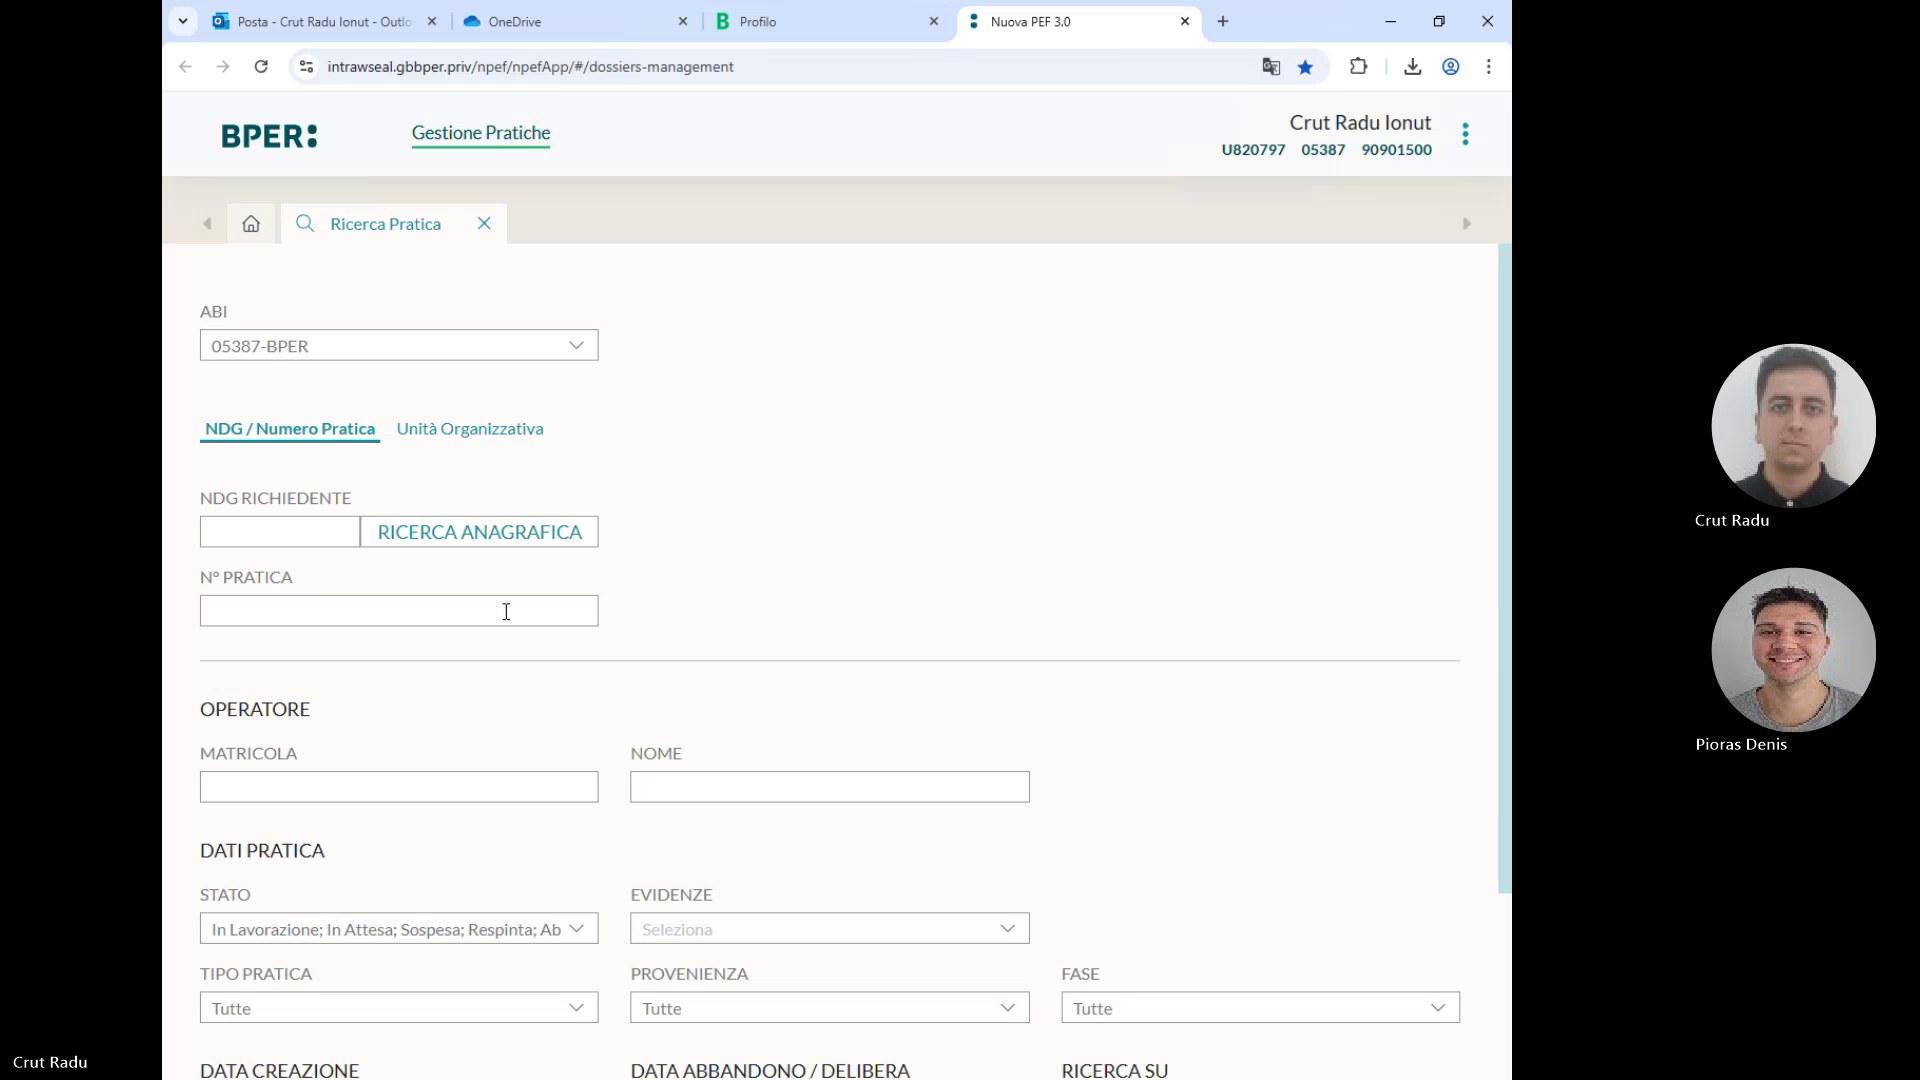 Posta - Crut Radu Ionut - Outlo
OneDrive
Profilo
Nuova PEF 3.0
intrawseal.gbbper.priv/npef/npefApp/#/dossiers-management
BPER:
Gestione Pratiche
Crut Radu Ionut
U820797 05387 90901500
Ricerca Pratica
ABI
05387-BPER
NDG / Numero Pratica
Unità Organizzativa
NDG RICHIEDENTE
RICERCA ANAGRAFICA
N° PRATICA
OPERATORE
MATRICOLA
NOME
DATI PRATICA
STATO
EVIDENZE
In Lavorazione; In Attesa; Sospesa; Respinta; Ab
Seleziona
TIPO PRATICA
PROVENIENZA
FASE
Tutte
Tutte
Tutte
DATA CREAZIONE
DATA ABBANDONO / DELIBERA
RICERCA SU
Crut Radu
Pioras Denis
Crut Radu